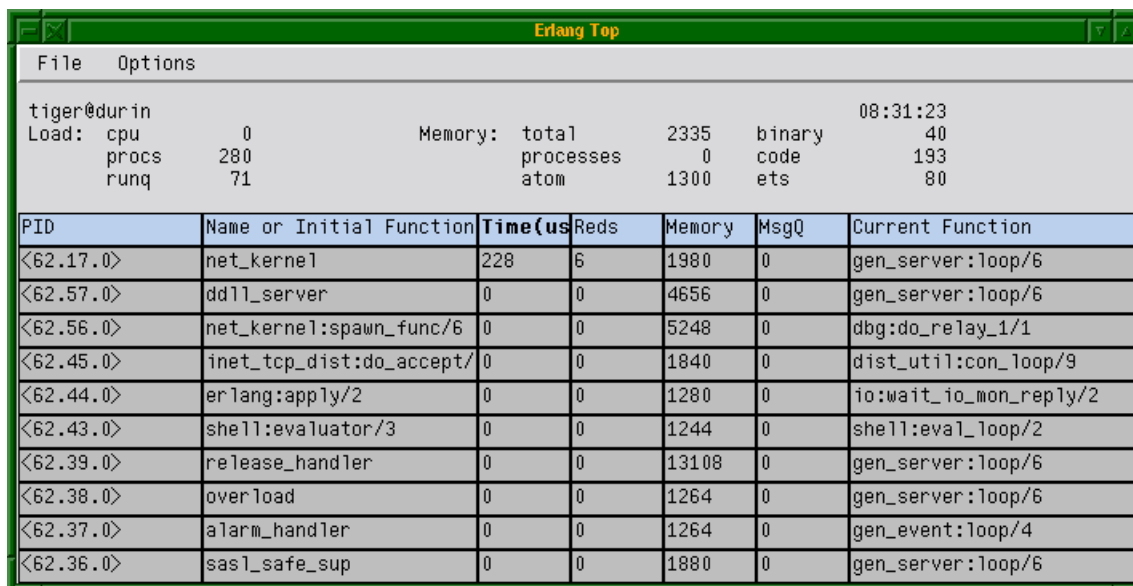 Erlang Top
File Options
tiger@durin 08:31:23
Load: cpu 0 Memory: total 2335 binary 40
procs 280 processes 0 code 193
runq 71 atom 1300 ets 80
PID Name or Initial Function Time(us Reds Memory MsgQ Current Function
<62.17.0> net_kernel 228 6 1980 0 gen_server:loop/6
<62.57.0> ddll_server 0 0 4656 0 gen_server:loop/6
<62.56.0> net_kernel:spawn_func/6 0 0 5248 0 dbg:do_relay_1/1
<62.45.0> inet_tcp_dist:do_accept/ 0 0 1840 0 dist_util:con_loop/9
<62.44.0> erlang:apply/2 0 0 1280 0 io:wait_io_mon_reply/2
<62.43.0> shell:evaluator/3 0 0 1244 0 shell:eval_loop/2
<62.39.0> release_handler 0 0 13108 0 gen_server:loop/6
<62.38.0> overload 0 0 1264 0 gen_server:loop/6
<62.37.0> alarm_handler 0 0 1264 0 gen_event:loop/4
<62.36.0> sasl_safe_sup 0 0 1880 0 gen_server:loop/6